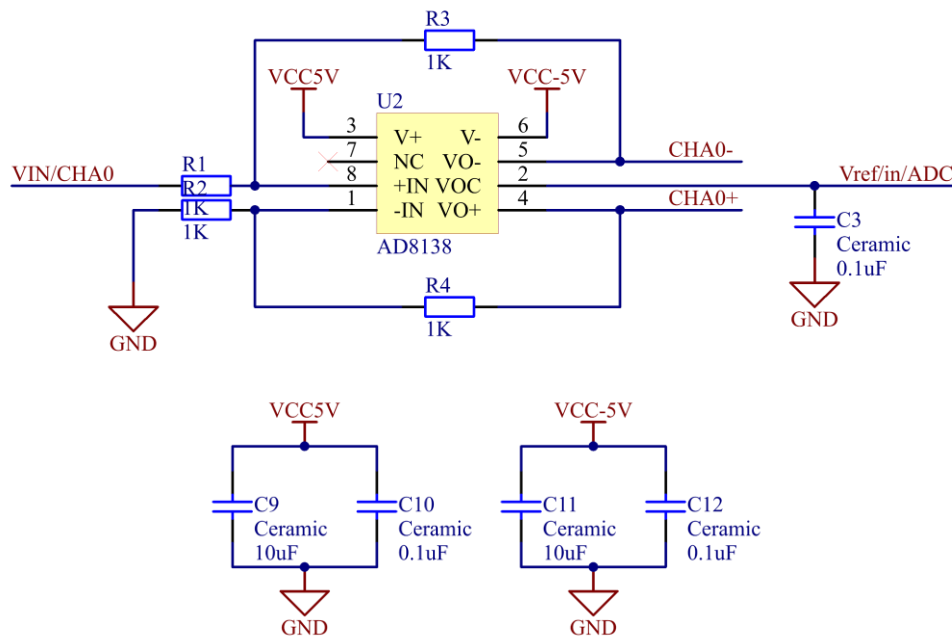 R3
1K
VCC5V
VCC-5V
U2
3 V+ V- 6
7 NC VO- 5
8 +IN VOC 2
1 -IN VO+ 4
AD8138
CHA0-
VIN/CHA0
R1
R2
1K
1K
Vref/in/ADC
CHA0+
C3
Ceramic
0.1uF
GND
R4
1K
GND
VCC5V
VCC-5V
C9
Ceramic
10uF
C10
Ceramic
0.1uF
C11
Ceramic
10uF
C12
Ceramic
0.1uF
GND
GND